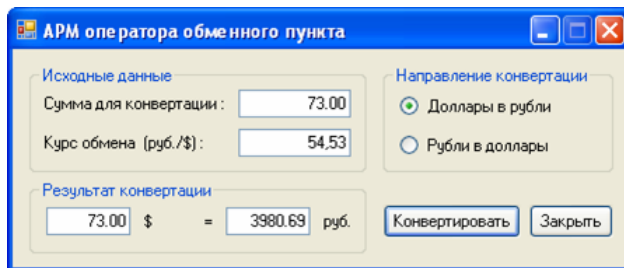 АРМ оператора обменного пункта
Исходные данные
Сумма для конвертации : 73.00
Курс обмена (руб./$) : 54,53
Направление конвертации
Доллары в рубли
Рубли в доллары
Результат конвертации
73.00 $ = 3980.69 руб.
Конвертировать Закрыть